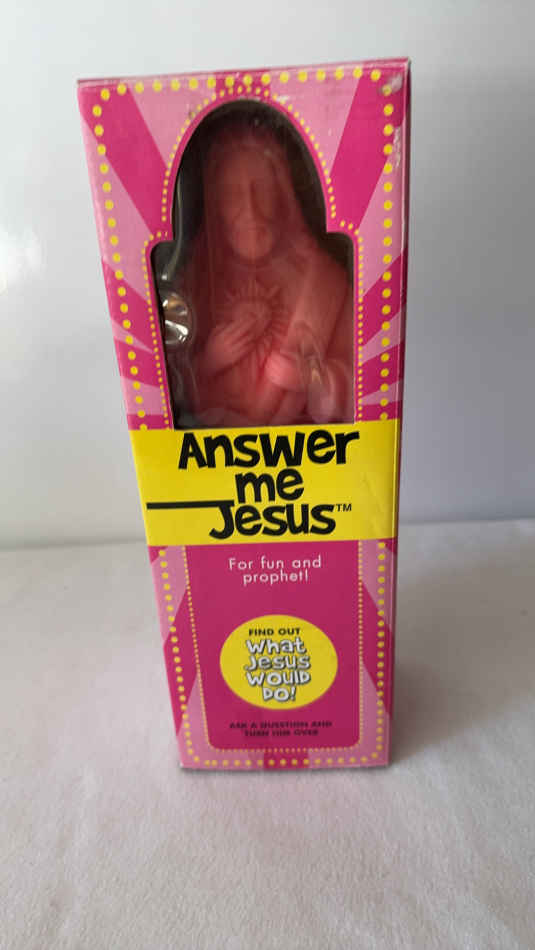 Answer
me
Jesus™
For fun and
prophet!
FIND OUT
What
Jesus
WOULD
DO!
ASK A QUESTION AND
TURN HIM OVER